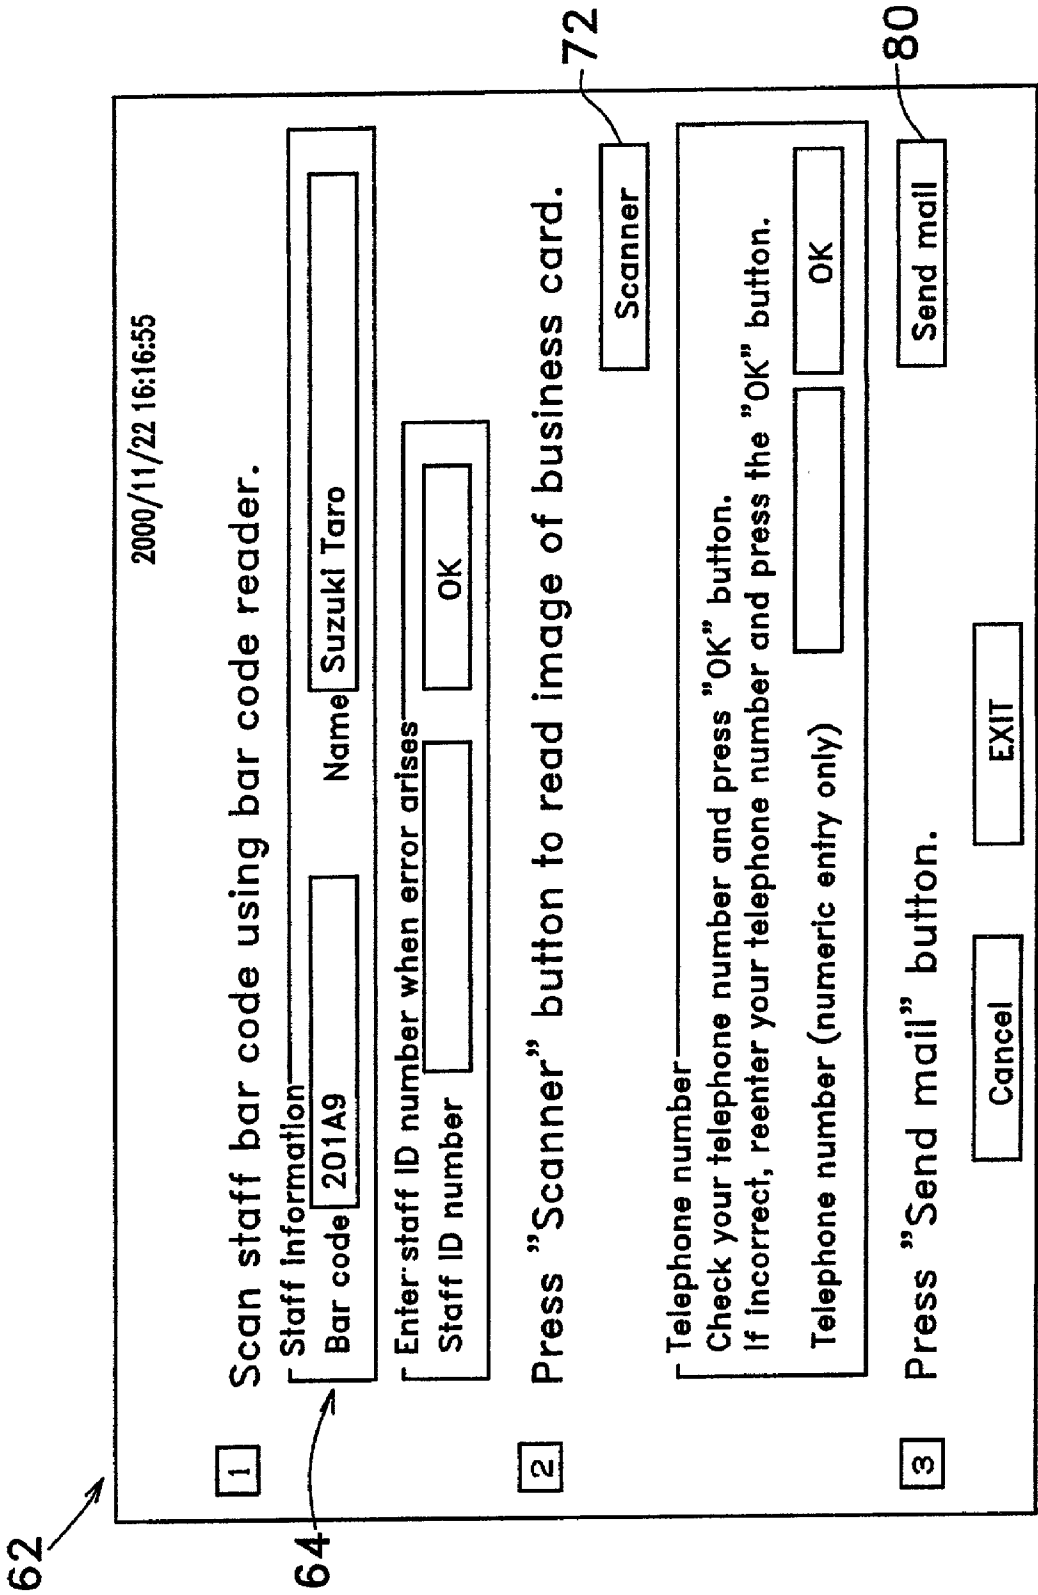 62
2000/11/22 16:16:55
1 Scan staff bar code using bar code reader.
Staff information
64
Bar code 201A9 Name Suzuki Taro
Enter staff ID number when error arises
Staff ID number OK
2 Press ”Scanner” button to read image of business card.
Scanner 72
Telephone number
Check your telephone number and press ”OK” button.
If incorrect, reenter your telephone number and press the ”OK” button.
Telephone number (numeric entry only) OK
3 Press ”Send mail” button. Send mail 80
Cancel EXIT